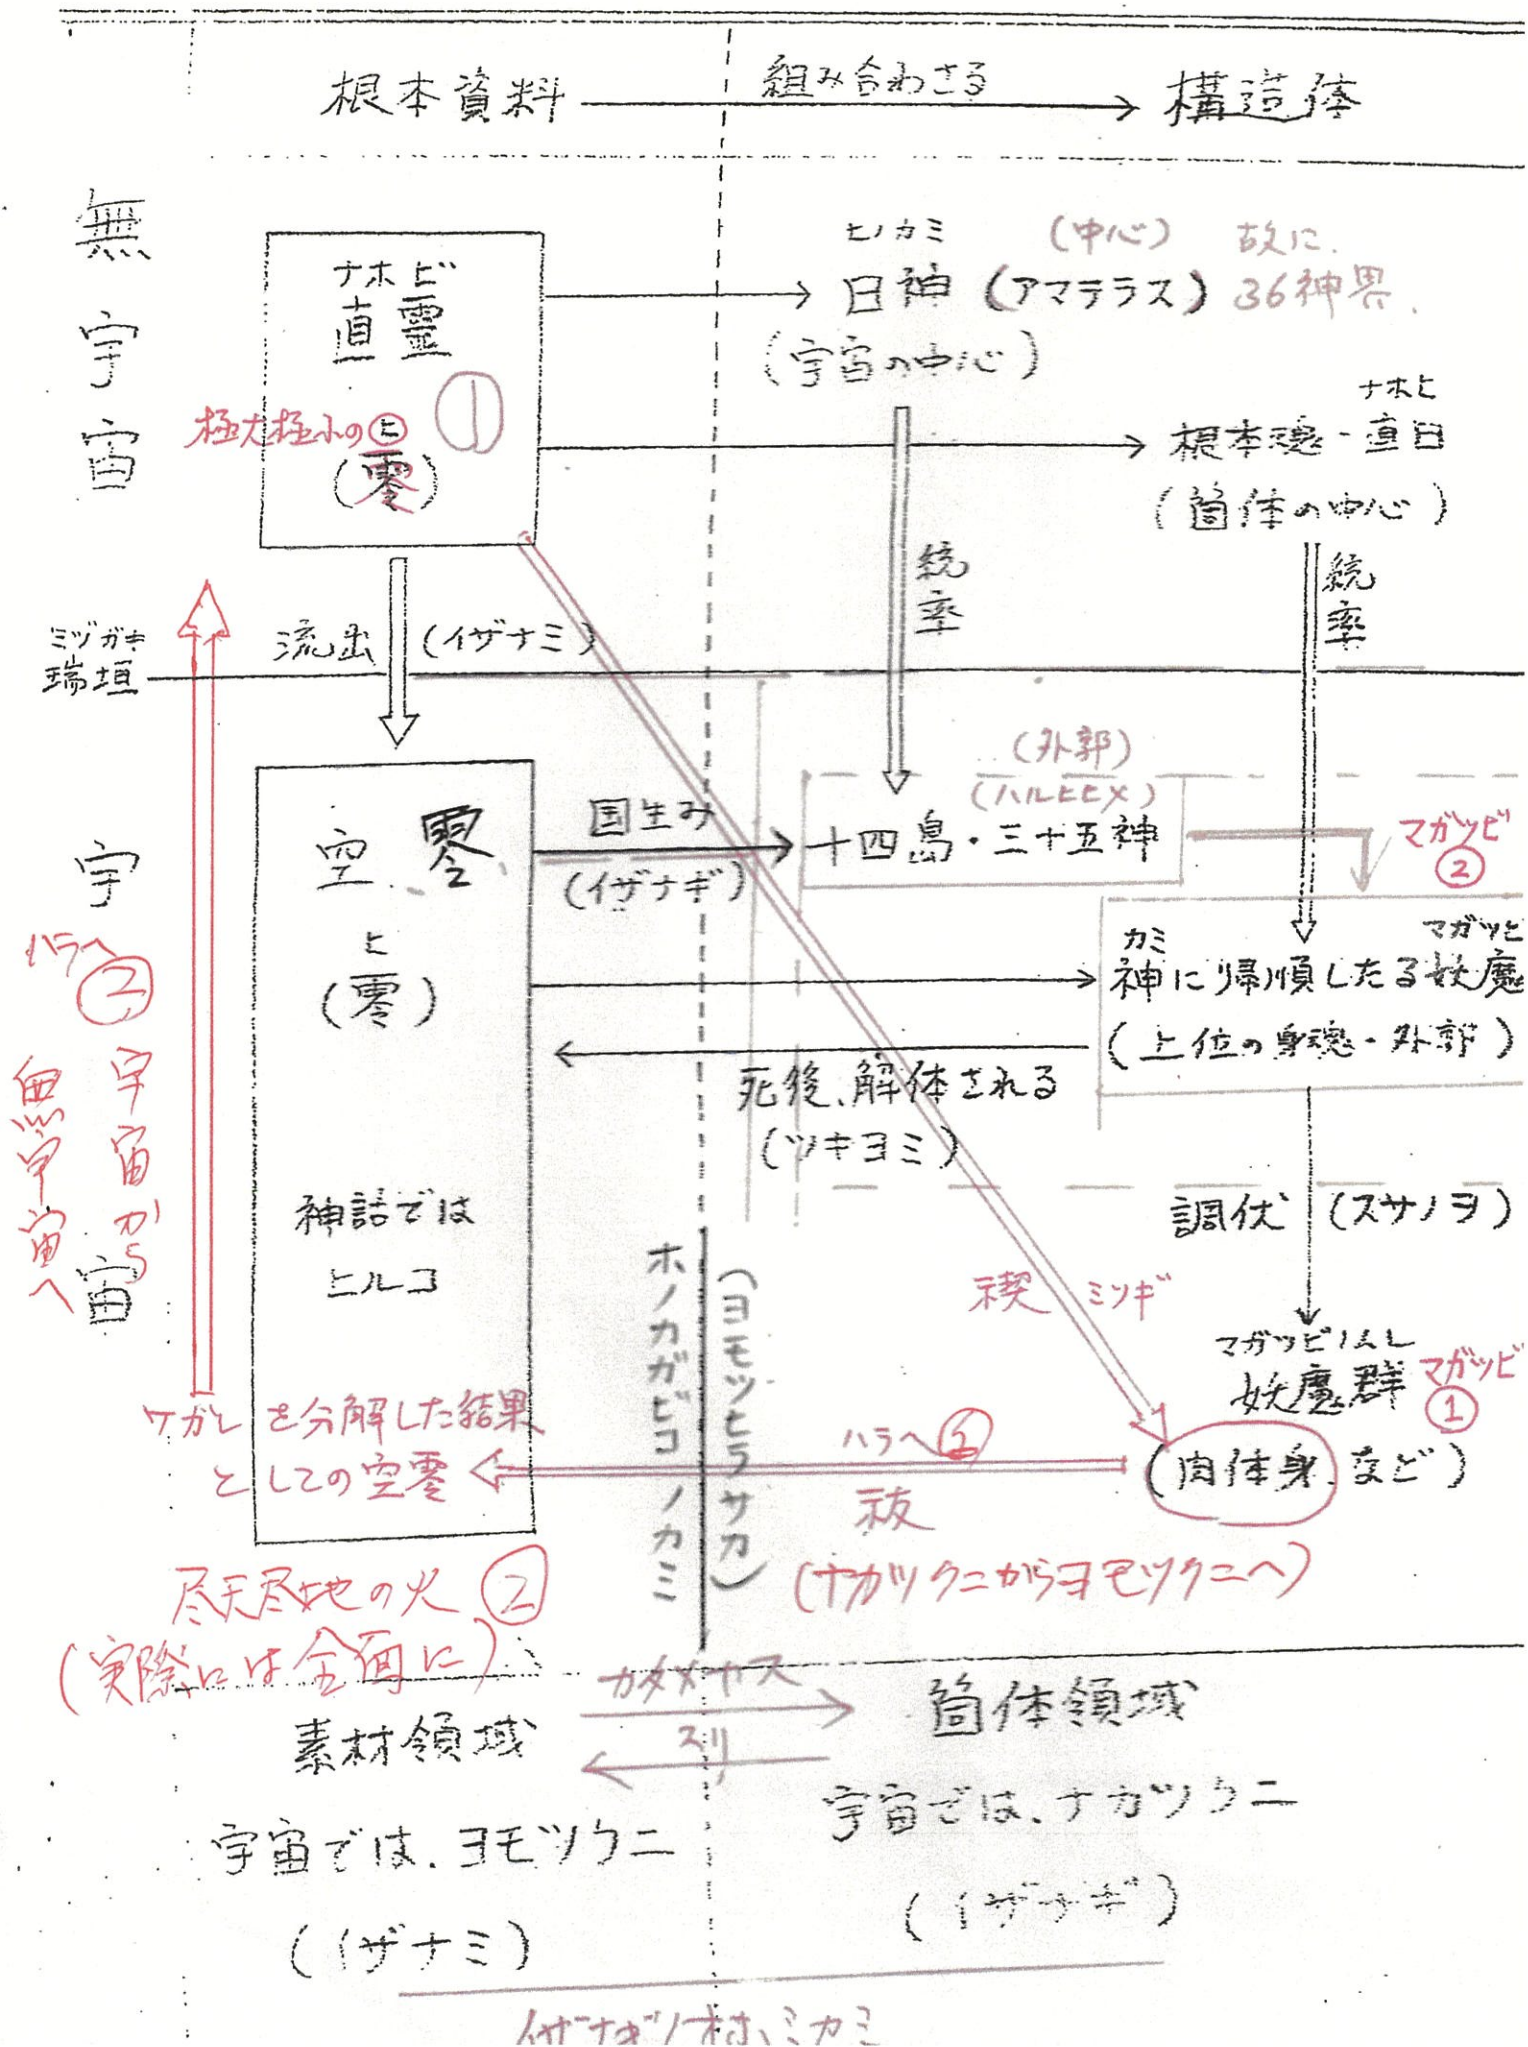 根本資料
組み合わさる
構造体
無宇宙
ナホビ
直霊
極大極小のヒ
(零)
ヒノカミ
(中心)
故に、
日神(アマテラス)
36神界.
(宇宙の中心)
ナホヒ
根本魂・直日
(箇体の中心)
統率
統率
ミヅガキ
瑞垣
流出
(イザナミ)
宇宙
空零
ヒ
(零)
国生み
(イザナギ)
(外郭)
(ハルヒヒメ)
十四島・三十五神
マガツビ
②
カミ
マガツヒ
神に帰順したる妖魔
(上位の身魂・外郭)
死後、解体される
(ツキヨミ)
ハラヘ
②
宇宙から
無宇宙へ
神話では
ヒルコ
調伏
(スサノヲ)
禊
ミソギ
ホノカガビコノカミ
(ヨモツヒラサカ)
マガツビノムレ
妖魔群
マガツビ
①
(肉体身など)
ケガレを分解した結果
としての空零
ハラヘ①
祓
(ナカツクニからヨモツクニへ)
尽天尽地の火
②
(実際には全面に)
カタメナス
スリ
素材領域
箇体領域
宇宙では、ナカツクニ
宇宙では、ヨモツクニ
(イザナギ)
(イザナミ)